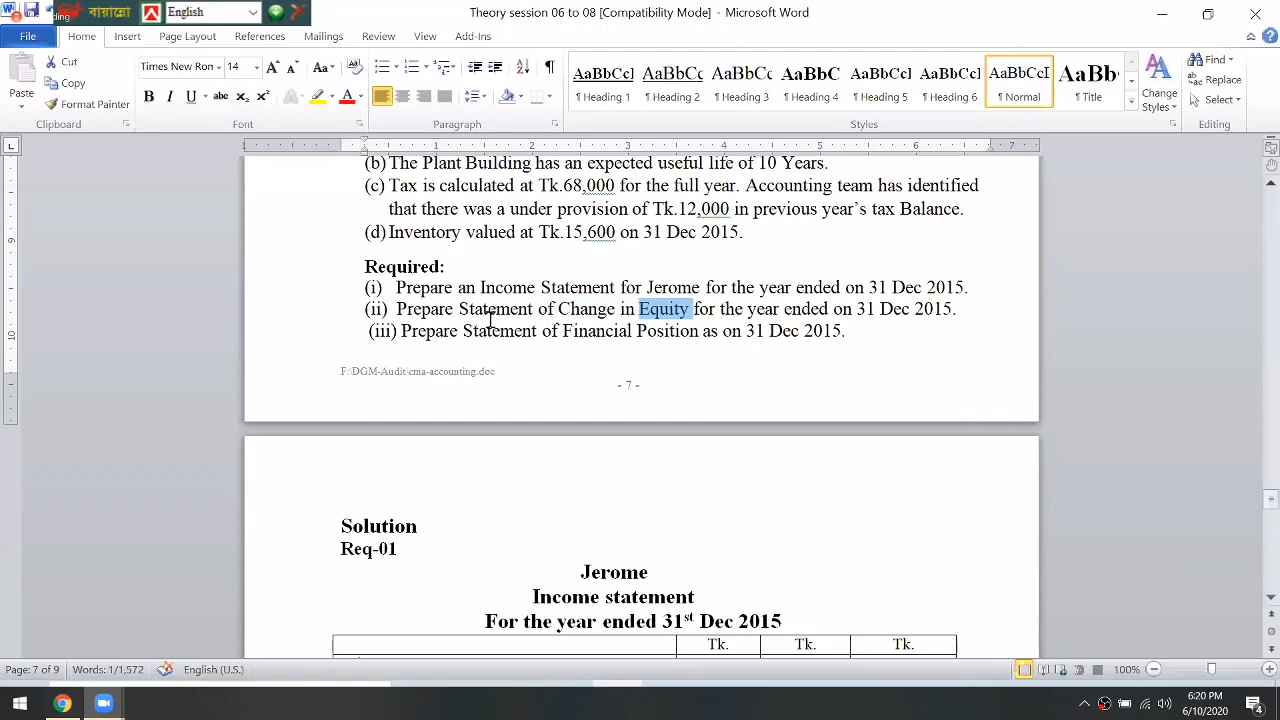 Theory session 06 to 08 [Compatibility Mode] - Microsoft Word
বায়ান্নো English
File Home Insert Page Layout References Mailings Review View Add-Ins
Paste Cut Copy Format Painter Clipboard
Times New Ron 14 Font
Paragraph
AaBbCcI ¶ Heading 1
AaBbCc ¶ Heading 2
AaBbCc ¶ Heading 3
AaBbC ¶ Heading 4
AaBbCcI ¶ Heading 5
AaBbCc ¶ Heading 6
AaBbCcI ¶ Normal
AaBb ¶ Title
Change Styles Styles
Find Replace Select Editing
(b) The Plant Building has an expected useful life of 10 Years.
(c) Tax is calculated at Tk.68,000 for the full year. Accounting team has identified
that there was a under provision of Tk.12,000 in previous year's tax Balance.
(d) Inventory valued at Tk.15,600 on 31 Dec 2015.
Required:
(i) Prepare an Income Statement for Jerome for the year ended on 31 Dec 2015.
(ii) Prepare Statement of Change in Equity for the year ended on 31 Dec 2015.
(iii) Prepare Statement of Financial Position as on 31 Dec 2015.
F:\DGM-Audit\cma-accounting.doc
- 7 -
Solution
Req-01
Jerome
Income statement
For the year ended 31st Dec 2015
Tk. Tk. Tk.
Page: 7 of 9 Words: 1/1,572 English (U.S.) 100%
6:20 PM
6/10/2020